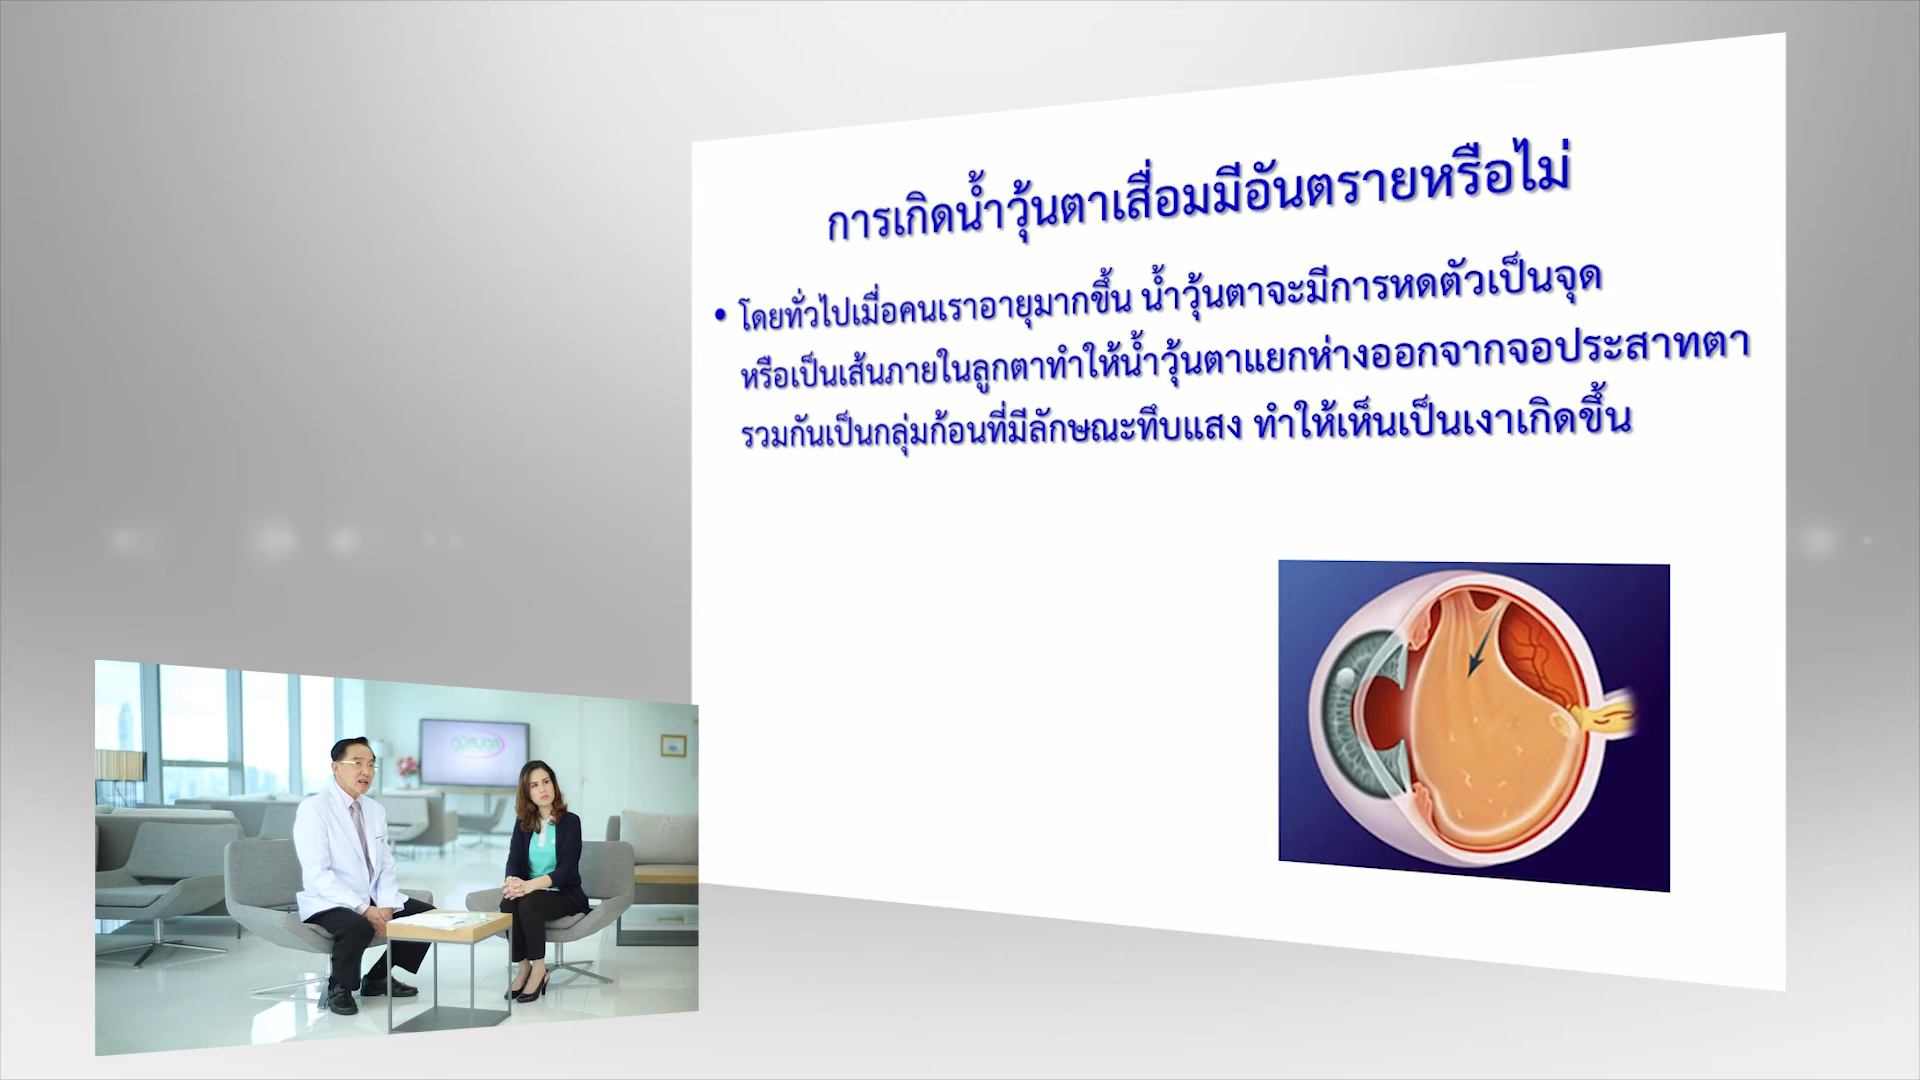 การเกิดน้ำวุ้นตาเสื่อมมีอันตรายหรือไม่
• โดยทั่วไปเมื่อคนเราอายุมากขึ้น น้ำวุ้นตาจะมีการหดตัวเป็นจุด
หรือเป็นเส้นภายในลูกตาทำให้น้ำวุ้นตาแยกห่างออกจากจอประสาทตา
รวมกันเป็นกลุ่มก้อนที่มีลักษณะทึบแสง ทำให้เห็นเป็นเงาเกิดขึ้น